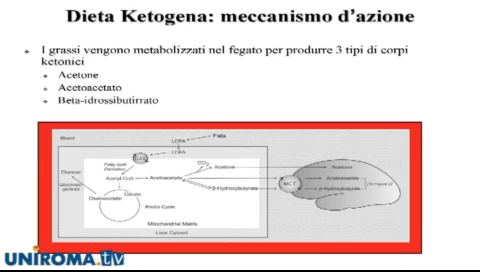 Dieta Ketogena: meccanismo d'azione
I grassi vengono metabolizzati nel fegato per produrre 3 tipi di corpi
ketonici
Acetone
Acetoacetato
Beta-idrossibutirrato
Blood
LCFA
Fats
LCFA
CO2
Acetone
Acetone
Fatty Acid
Oxidation
Acetyl CoA
Acetoacetate
Acetoacetate
MCT
β-Hydroxybutyrate
β-Hydroxybutyrate
Glucose
Citrate
Oxaloacetate
Krebs Cycle
Mitochondrial Matrix
Liver Cytosol
UNIROMA.TV